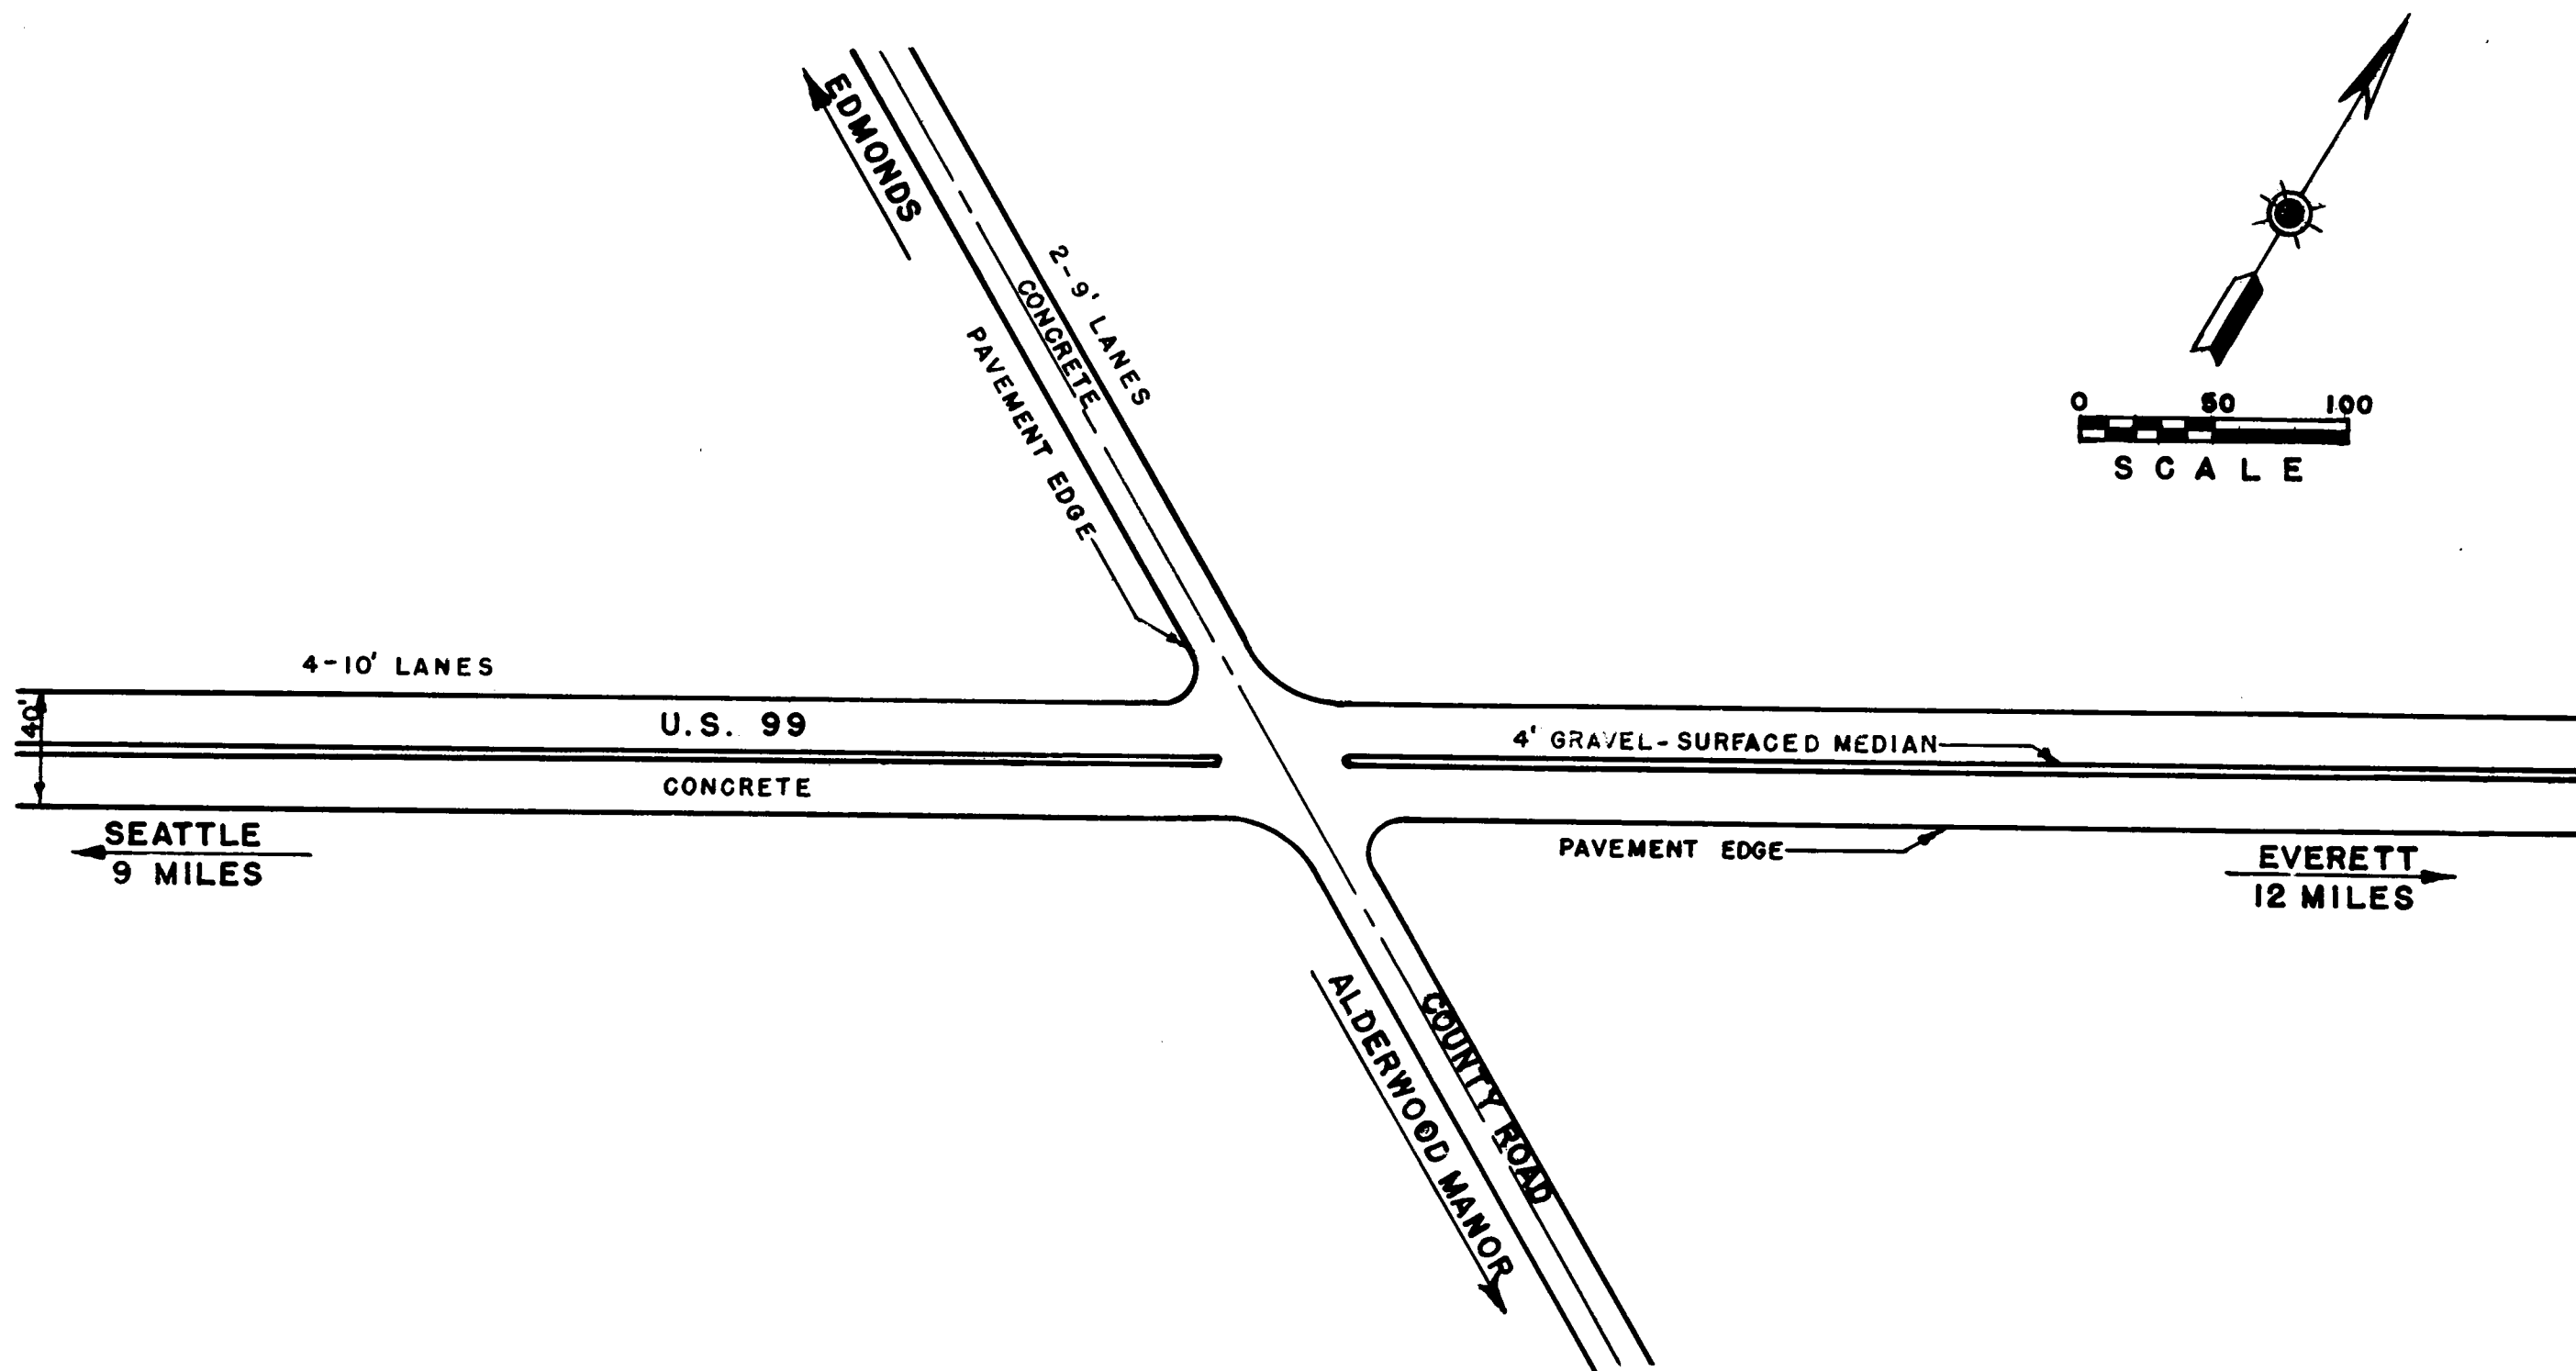 EDMONDS
2-9' LANES
CONCRETE
PAVEMENT EDGE
0 50 100
SCALE
4-10' LANES
40'
U.S. 99
4' GRAVEL-SURFACED MEDIAN
CONCRETE
SEATTLE
9 MILES
PAVEMENT EDGE
EVERETT
12 MILES
ALDERWOOD MANOR
COUNTY ROAD